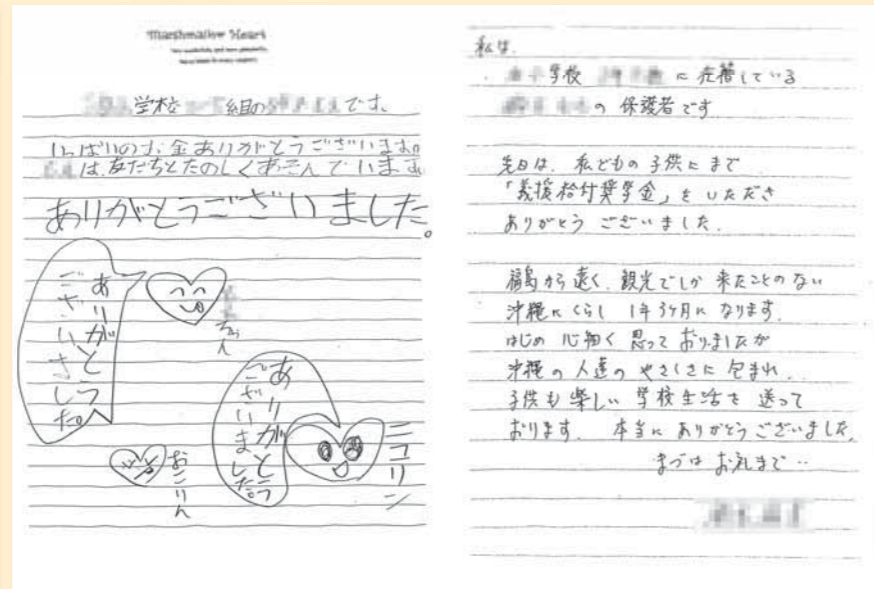 Marshmallow Heart
学校 組の です、
いっぱいのお金ありがとうございます。
は、友だちとたのしくあそんでいます。
ありがとうございました。
ありがとう
ございました。
ちゃん
ありがとう
ございました。
ニコリン
おこりん
私は、
学校 に在籍している
の 保護者です
先日は、私どもの子供にまで
「義援給付奨学金」をいただき
ありがとう ございました。
福島から遠く、観光でしか来たことのない
沖縄にくらし 1年3ヶ月になります。
はじめ 心細く 思って おりましたが
沖縄の人達の やさしさに 包まれ、
子供も楽しい 学校生活を 送って
おります。 本当に ありがとうございました。
まづは お礼まで‥